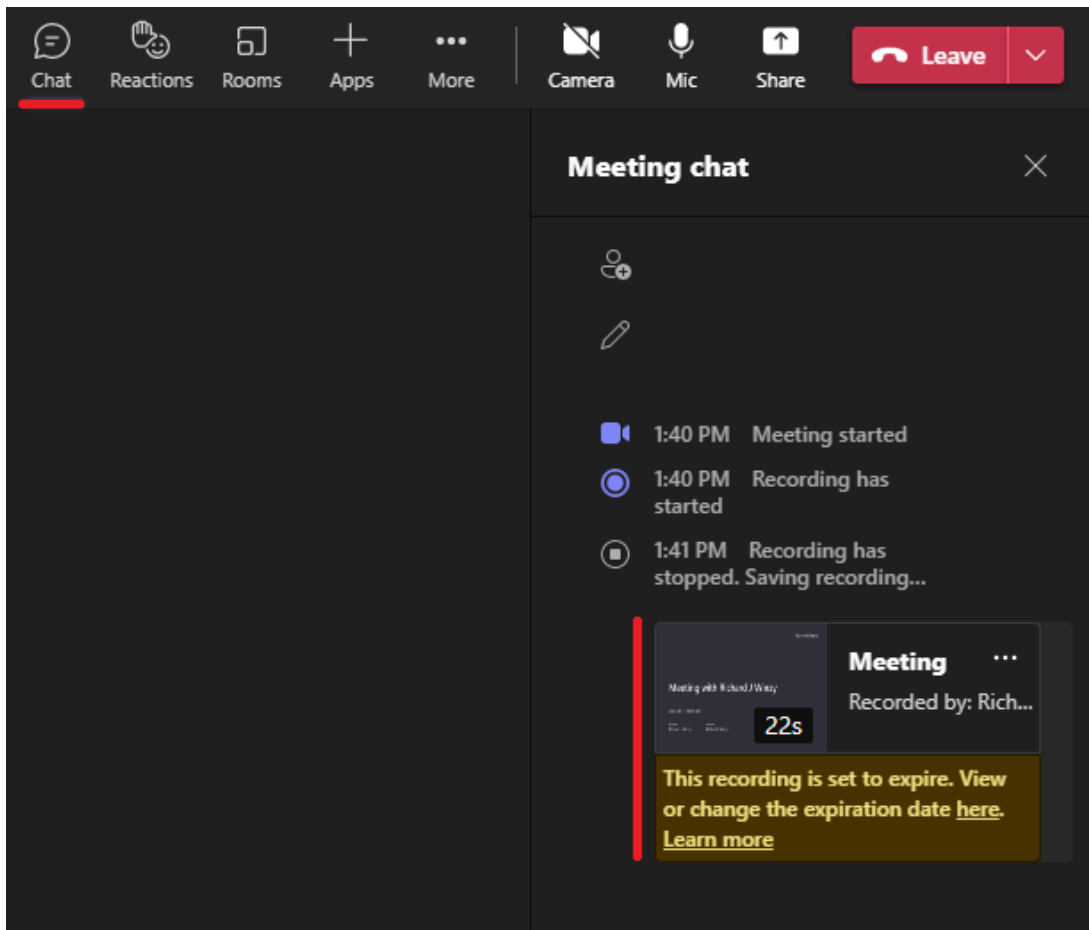 Chat Reactions Rooms Apps More Camera Mic Share Leave
Meeting chat
1:40 PM Meeting started
1:40 PM Recording has
started
1:41 PM Recording has
stopped. Saving recording...
Meeting with Richard J Winzy
22s
Meeting
Recorded by: Rich...
This recording is set to expire. View
or change the expiration date here.
Learn more